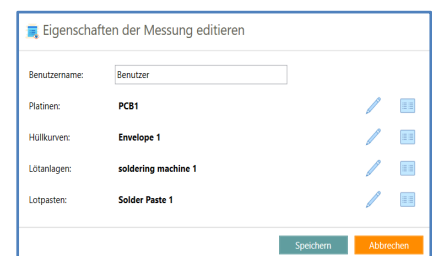 Eigenschaften der Messung editieren
Benutzername: Benutzer
Platinen: PCB1
Hüllkurven: Envelope 1
Lötanlagen: soldering machine 1
Lotpasten: Solder Paste 1
Speichern Abbrechen